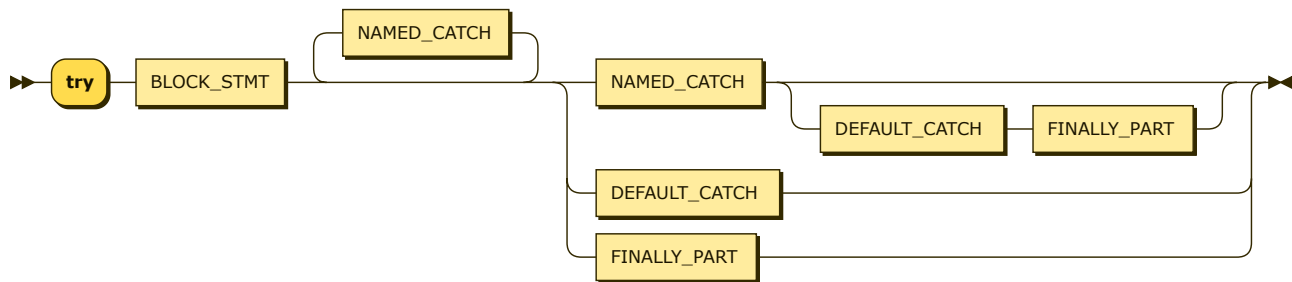 NAMED_CATCH
try BLOCK_STMT NAMED_CATCH
DEFAULT_CATCH FINALLY_PART
DEFAULT_CATCH
FINALLY_PART